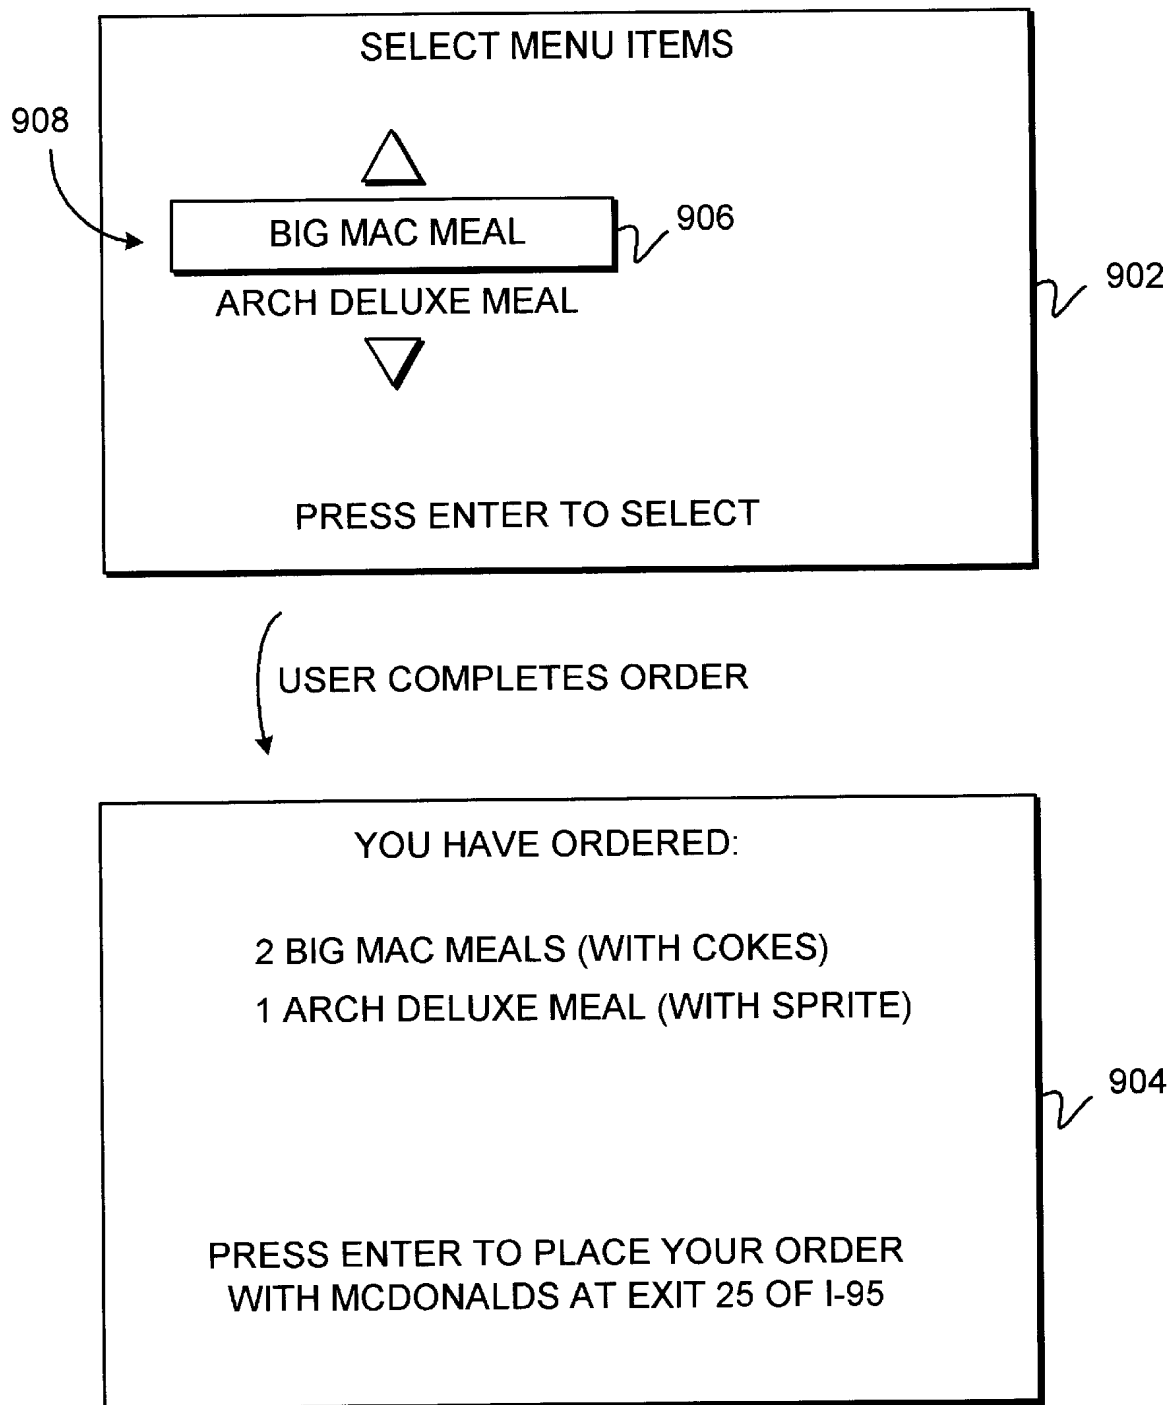 SELECT MENU ITEMS
908
BIG MAC MEAL
906
902
ARCH DELUXE MEAL
PRESS ENTER TO SELECT
USER COMPLETES ORDER
YOU HAVE ORDERED:
2 BIG MAC MEALS (WITH COKES)
1 ARCH DELUXE MEAL (WITH SPRITE)
904
PRESS ENTER TO PLACE YOUR ORDER
WITH MCDONALDS AT EXIT 25 OF I-95